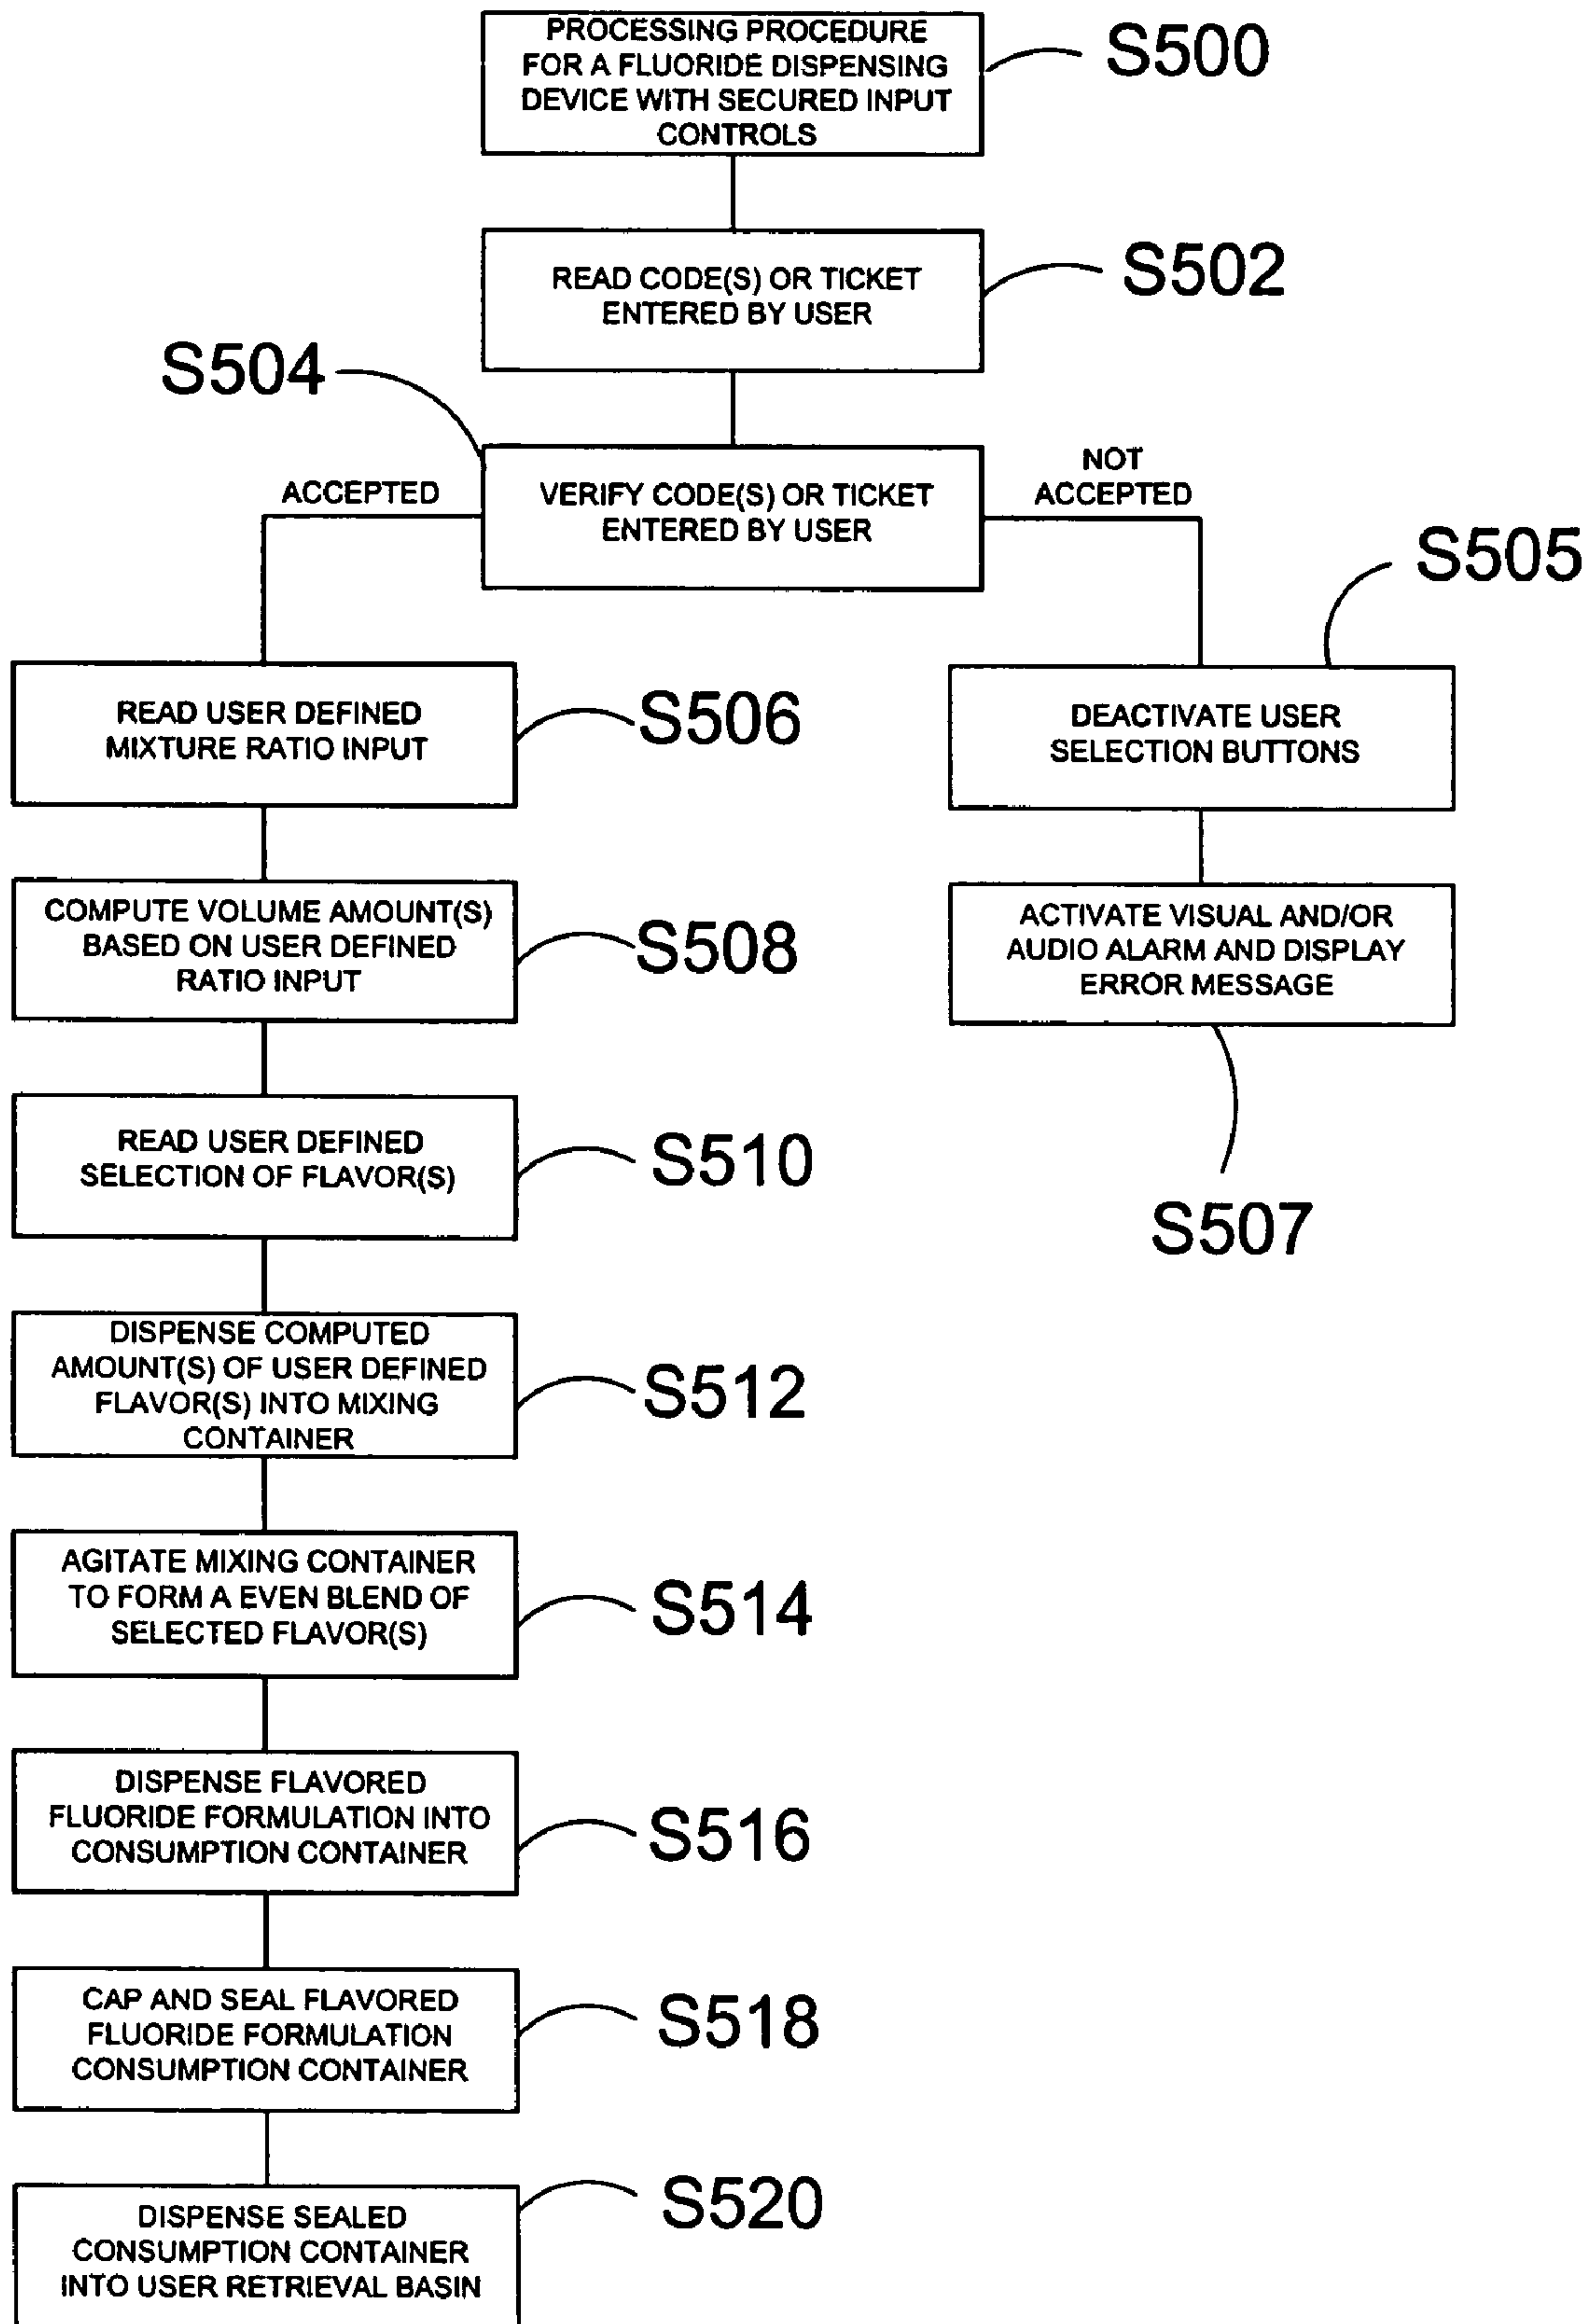 PROCESSING PROCEDURE
FOR A FLUORIDE DISPENSING
DEVICE WITH SECURED INPUT
CONTROLS
S500
READ CODE(S) OR TICKET
ENTERED BY USER
S502
S504
VERIFY CODE(S) OR TICKET
ENTERED BY USER
ACCEPTED
NOT
ACCEPTED
S505
READ USER DEFINED
MIXTURE RATIO INPUT
S506
DEACTIVATE USER
SELECTION BUTTONS
COMPUTE VOLUME AMOUNT(S)
BASED ON USER DEFINED
RATIO INPUT
S508
ACTIVATE VISUAL AND/OR
AUDIO ALARM AND DISPLAY
ERROR MESSAGE
S507
READ USER DEFINED
SELECTION OF FLAVOR(S)
S510
DISPENSE COMPUTED
AMOUNT(S) OF USER DEFINED
FLAVOR(S) INTO MIXING
CONTAINER
S512
AGITATE MIXING CONTAINER
TO FORM A EVEN BLEND OF
SELECTED FLAVOR(S)
S514
DISPENSE FLAVORED
FLUORIDE FORMULATION INTO
CONSUMPTION CONTAINER
S516
CAP AND SEAL FLAVORED
FLUORIDE FORMULATION
CONSUMPTION CONTAINER
S518
DISPENSE SEALED
CONSUMPTION CONTAINER
INTO USER RETRIEVAL BASIN
S520